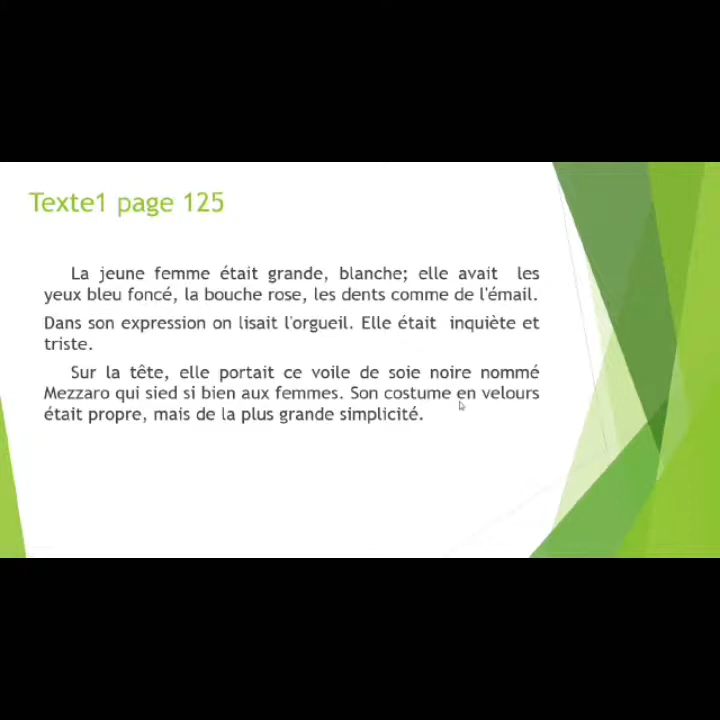 Texte1 page 125
La jeune femme était grande, blanche; elle avait les
yeux bleu foncé, la bouche rose, les dents comme de l'émail.
Dans son expression on lisait l'orgueil. Elle était inquiète et
triste.
Sur la tête, elle portait ce voile de soie noire nommé
Mezzaro qui sied si bien aux femmes. Son costume en velours
était propre, mais de la plus grande simplicité.